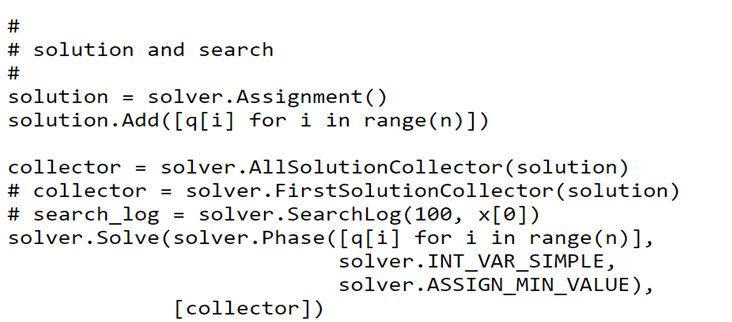 #
# solution and search
#
solution = solver.Assignment()
solution.Add([q[i] for i in range(n)])

collector = solver.AllSolutionCollector(solution)
# collector = solver.FirstSolutionCollector(solution)
# search_log = solver.SearchLog(100, x[0])
solver.Solve(solver.Phase([q[i] for i in range(n)],
                          solver.INT_VAR_SIMPLE,
                          solver.ASSIGN_MIN_VALUE),
             [collector])